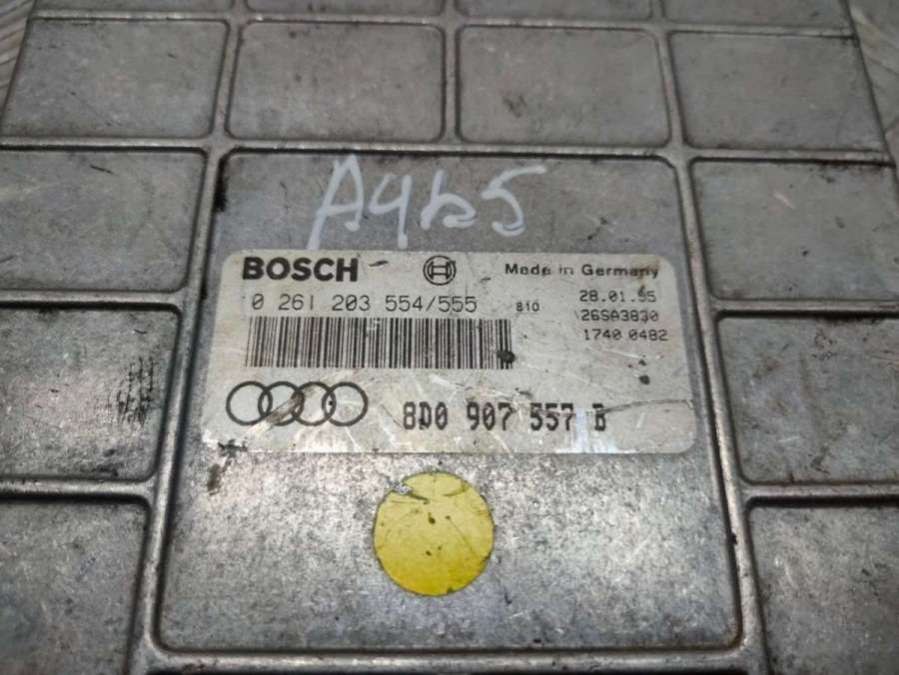 A4b5
BOSCH
Made in Germany
0 261 203 554/555
810
28.01.95
26SA3830
1740 0482
8D0 907 557 B